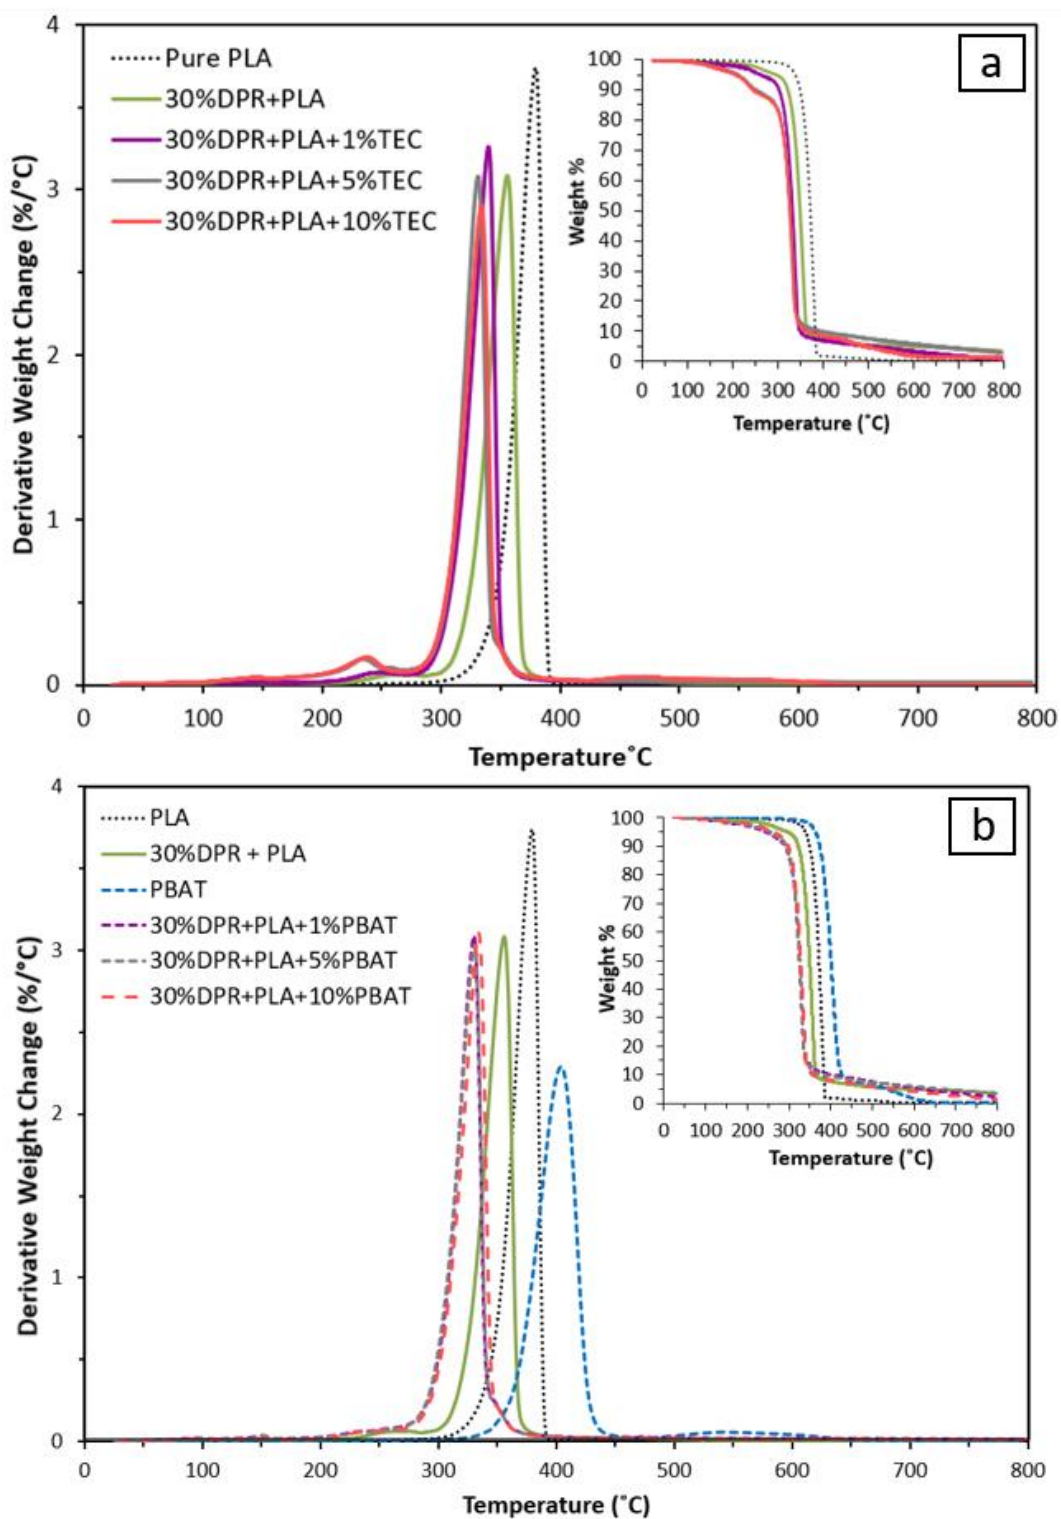 a
Pure PLA
30%DPR+PLA
30%DPR+PLA+1%TEC
30%DPR+PLA+5%TEC
30%DPR+PLA+10%TEC
Derivative Weight Change (%/°C)
4
3
2
1
0
0 100 200 300 400 500 600 700 800
Temperature˚C
Weight %
100
90
80
70
60
50
40
30
20
10
0
0 100 200 300 400 500 600 700 800
Temperature (˚C)
b
PLA
30%DPR + PLA
PBAT
30%DPR+PLA+1%PBAT
30%DPR+PLA+5%PBAT
30%DPR+PLA+10%PBAT
Derivative Weight Change (%/°C)
4
3
2
1
0
0 100 200 300 400 500 600 700 800
Temperature (˚C)
Weight %
100
90
80
70
60
50
40
30
20
10
0
0 100 200 300 400 500 600 700 800
Temperature (˚C)